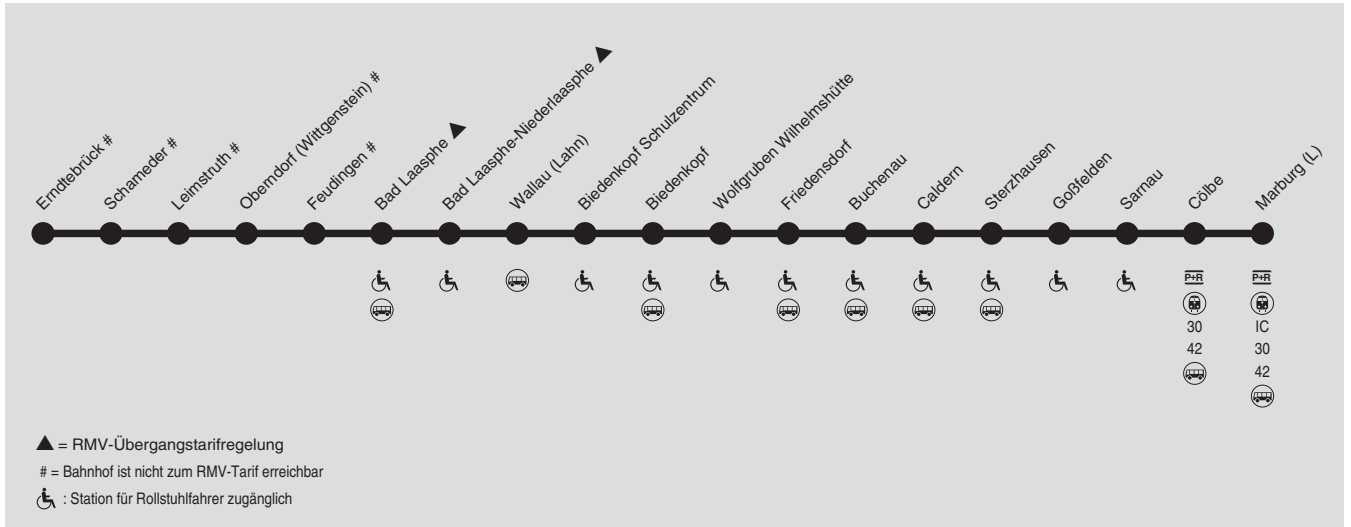 Erndtebrück #
Schameder #
Leimstruth #
Oberndorf (Wittgenstein) #
Feudingen #
Bad Laasphe ▲
Bad Laasphe-Niederlaasphe ▲
Wallau (Lahn)
Biedenkopf Schulzentrum
Biedenkopf
Wolfgruben Wilhelmshütte
Friedensdorf
Buchenau
Caldern
Sterzhausen
Goßfelden
Sarnau
Cölbe
Marburg (L)
P+R
30
42
P+R
IC
30
42
▲ = RMV-Übergangstarifregelung
# = Bahnhof ist nicht zum RMV-Tarif erreichbar
: Station für Rollstuhlfahrer zugänglich